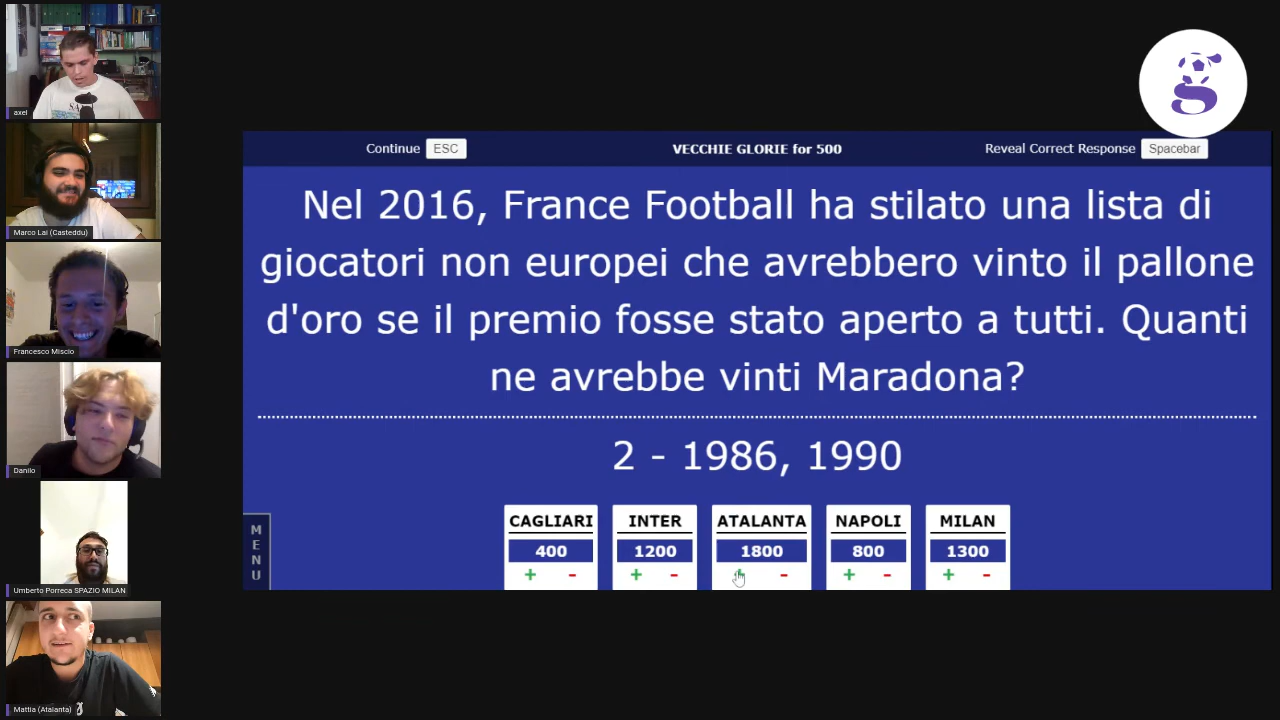 axel
Marco Lai (Casteddu)
Francesco Miscio
Danilo
Umberto Porreca SPAZIO MILAN
Mattia (Atalanta)
Continue ESC
VECCHIE GLORIE for 500
Reveal Correct Response Spacebar
Nel 2016, France Football ha stilato una lista di
giocatori non europei che avrebbero vinto il pallone
d'oro se il premio fosse stato aperto a tutti. Quanti
ne avrebbe vinti Maradona?
2 - 1986, 1990
MENU
CAGLIARI INTER ATALANTA NAPOLI MILAN
400 1200 1800 800 1300
+ - + - + - + - + -